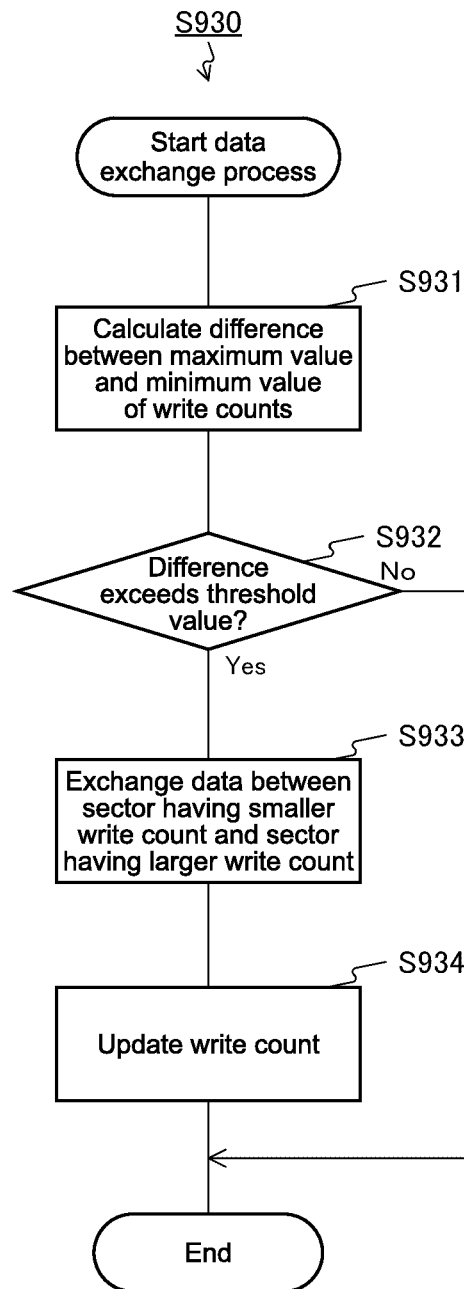 S930
Start data
exchange process
S931
Calculate difference
between maximum value
and minimum value
of write counts
S932
Difference
exceeds threshold
value?
No
Yes
S933
Exchange data between
sector having smaller
write count and sector
having larger write count
S934
Update write count
End